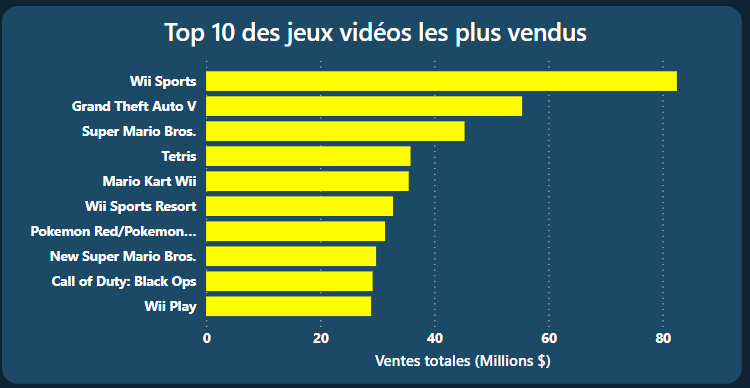 Top 10 des jeux vidéos les plus vendus
Wii Sports
Grand Theft Auto V
Super Mario Bros.
Tetris
Mario Kart Wii
Wii Sports Resort
Pokemon Red/Pokemon...
New Super Mario Bros.
Call of Duty: Black Ops
Wii Play
0 20 40 60 80
Ventes totales (Millions $)